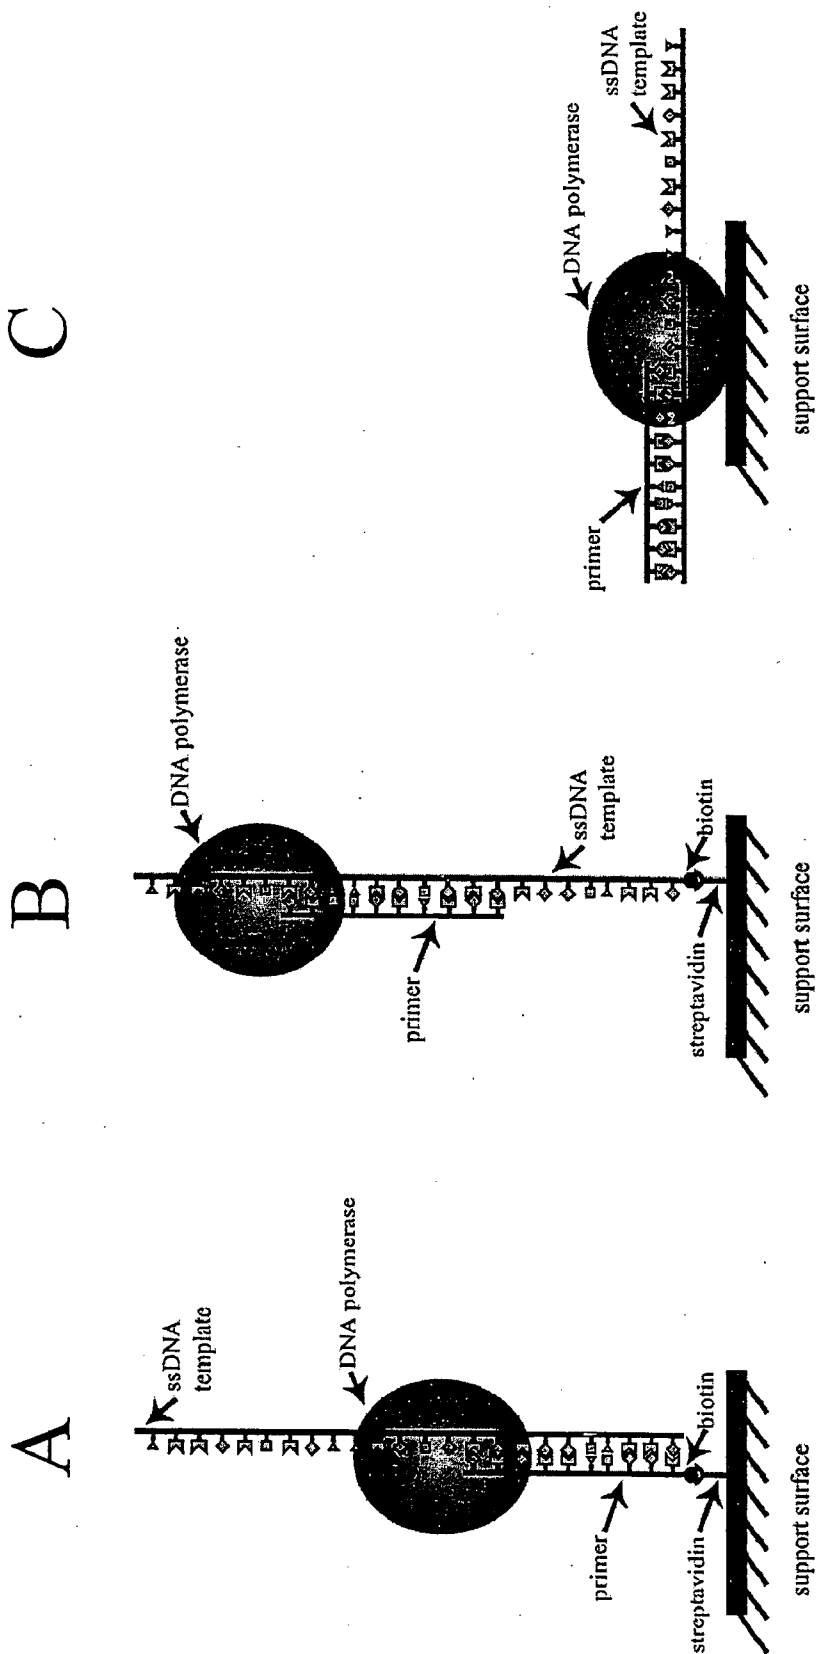 A
ssDNA
template
DNA polymerase
primer
biotin
streptavidin
support surface
B
DNA polymerase
ssDNA
template
primer
biotin
streptavidin
support surface
C
DNA polymerase
ssDNA
template
primer
support surface